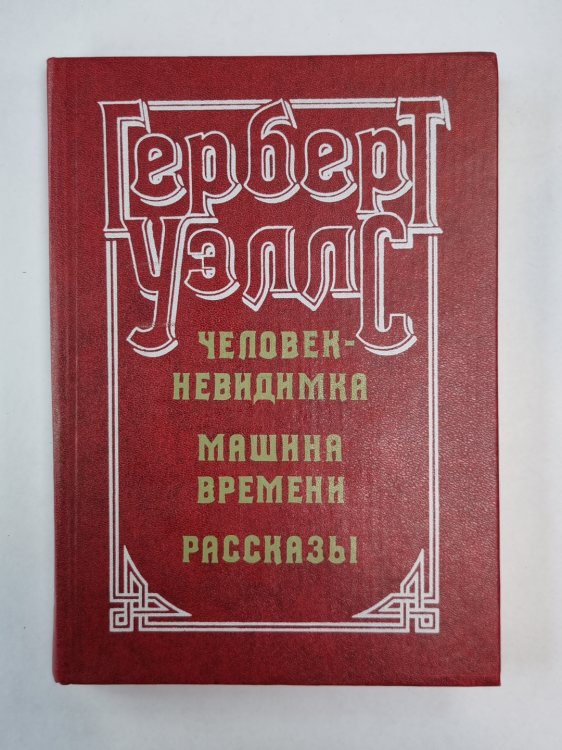 Герберт
Уэллс
ЧЕЛОВЕК-
НЕВИДИМКА
МАШИНА
ВРЕМЕНИ
РАССКАЗЫ